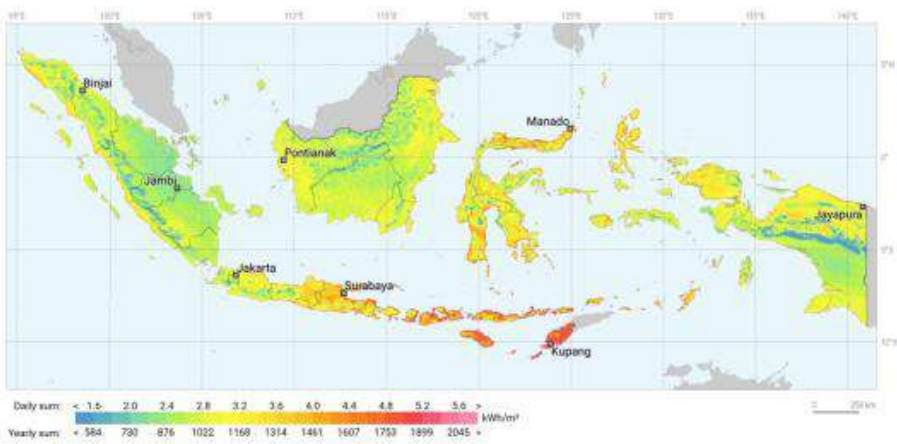 Binjai
Manado
Pontianak
Jambi
Jayapura
Jakarta
Surabaya
Kupang
Daily sum: < 1.6 2.0 2.4 2.8 3.2 3.6 4.0 4.4 4.8 5.2 5.6 >
kWh/m²
Yearly sum: < 584 730 876 1022 1168 1314 1461 1607 1753 1899 2045 >
0 250 km